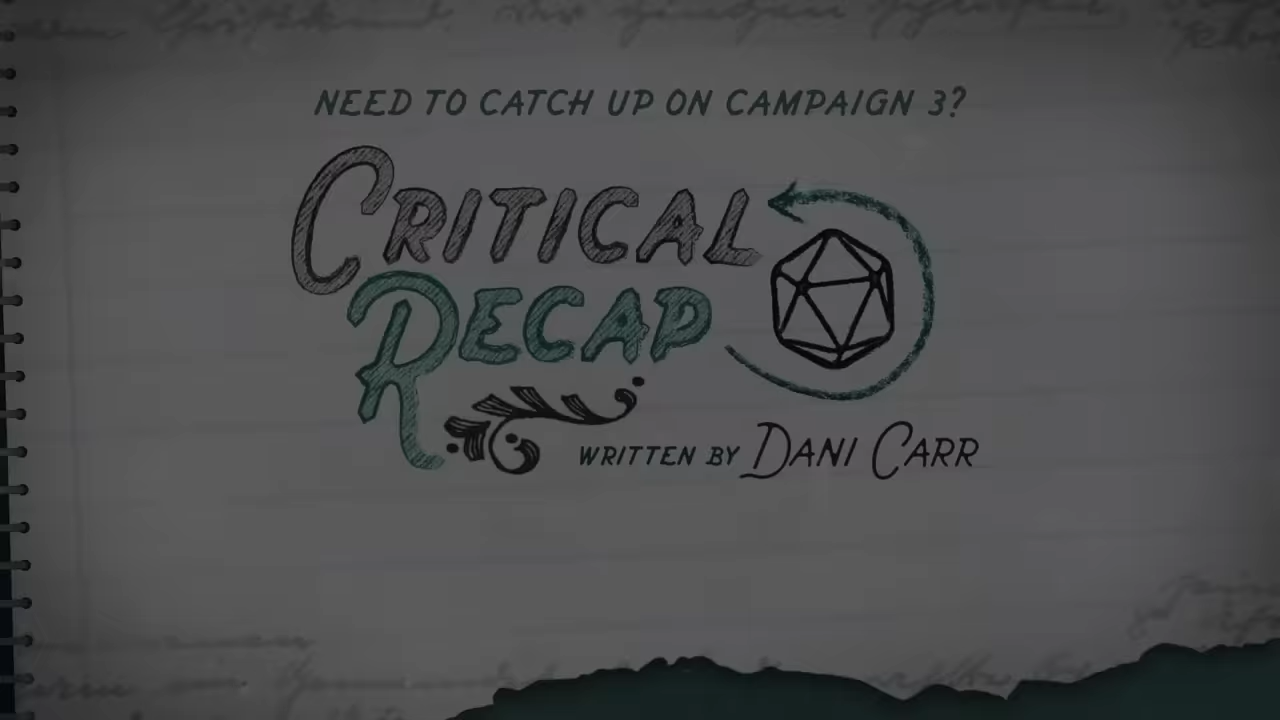 NEED TO CATCH UP ON CAMPAIGN 3?
CRITICAL
RECAP
WRITTEN BY DANI CARR